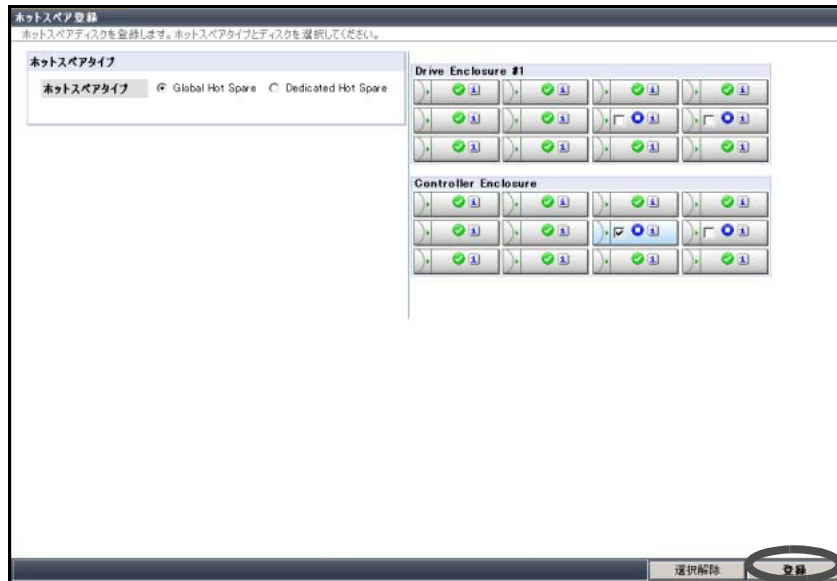 ホットスペア登録
ホットスペアディスクを登録します。ホットスペアタイプとディスクを選択してください。
ホットスペアタイプ
ホットスペアタイプ Global Hot Spare Dedicated Hot Spare
Drive Enclosure #1
Controller Enclosure
選択解除 登録